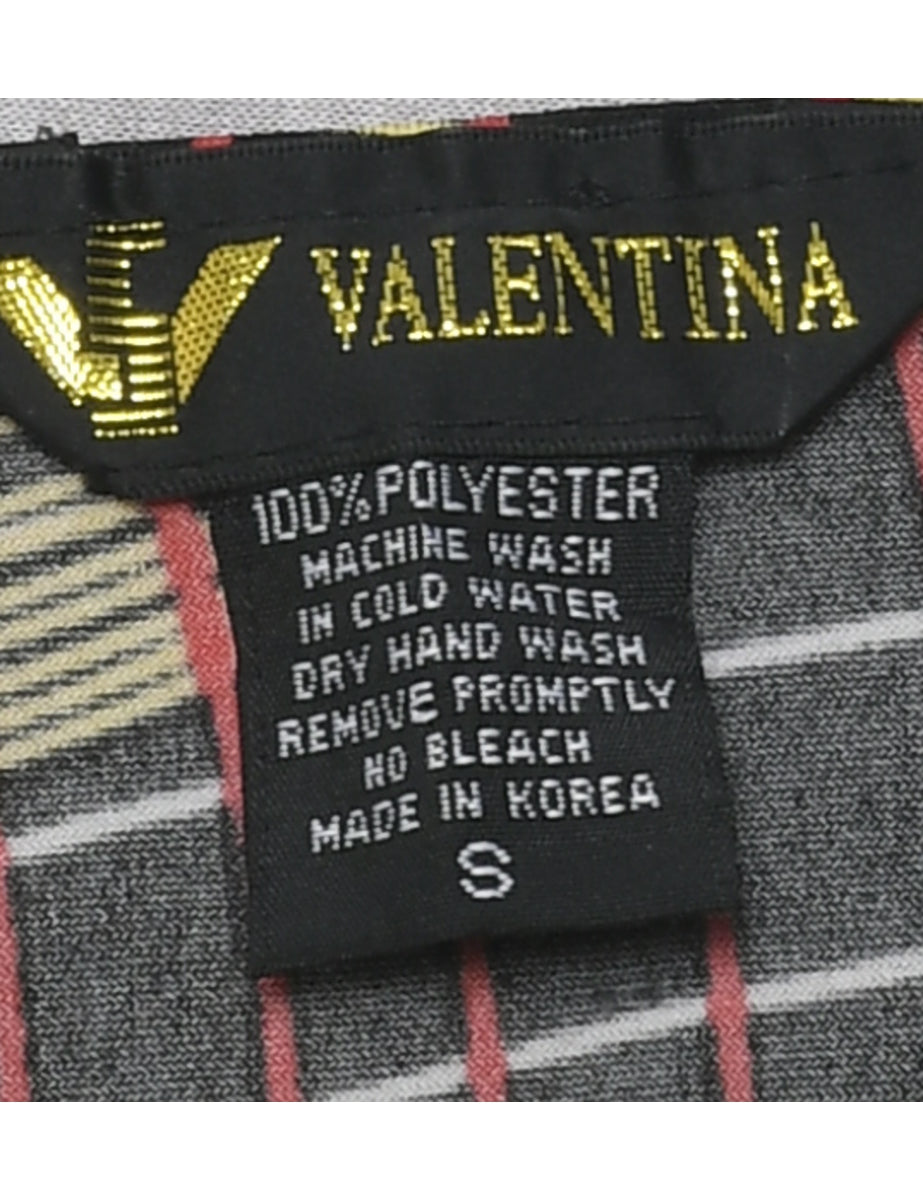 VALENTINA
100% POLYESTER
MACHINE WASH
IN COLD WATER
DRY HAND WASH
REMOVE PROMPTLY
NO BLEACH
MADE IN KOREA
S